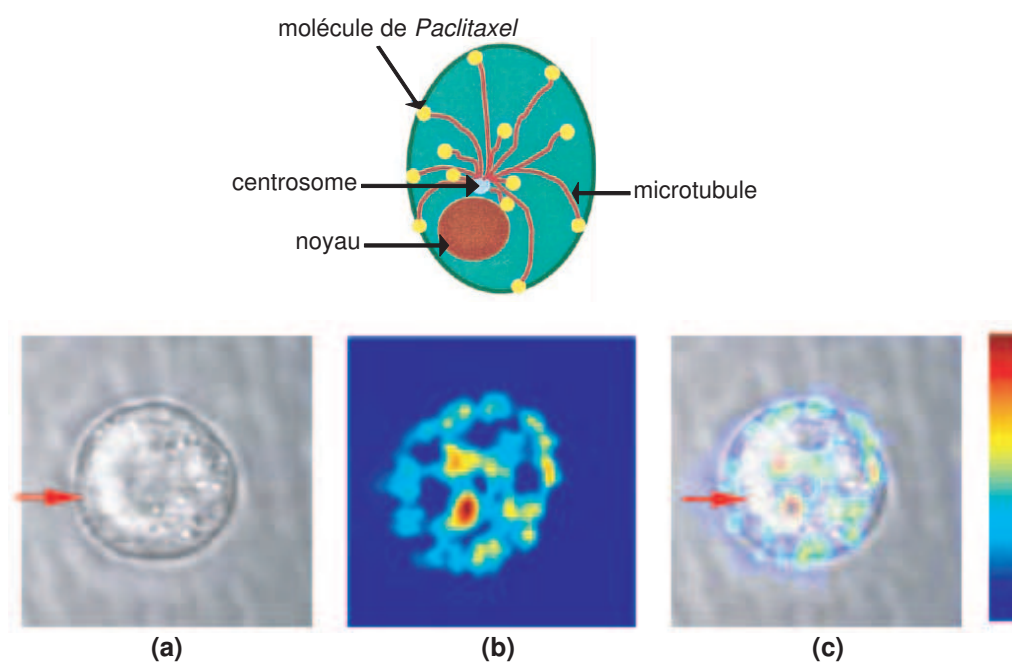 molécule de Paclitaxel
centrosome
microtubule
noyau
(a)
(b)
(c)